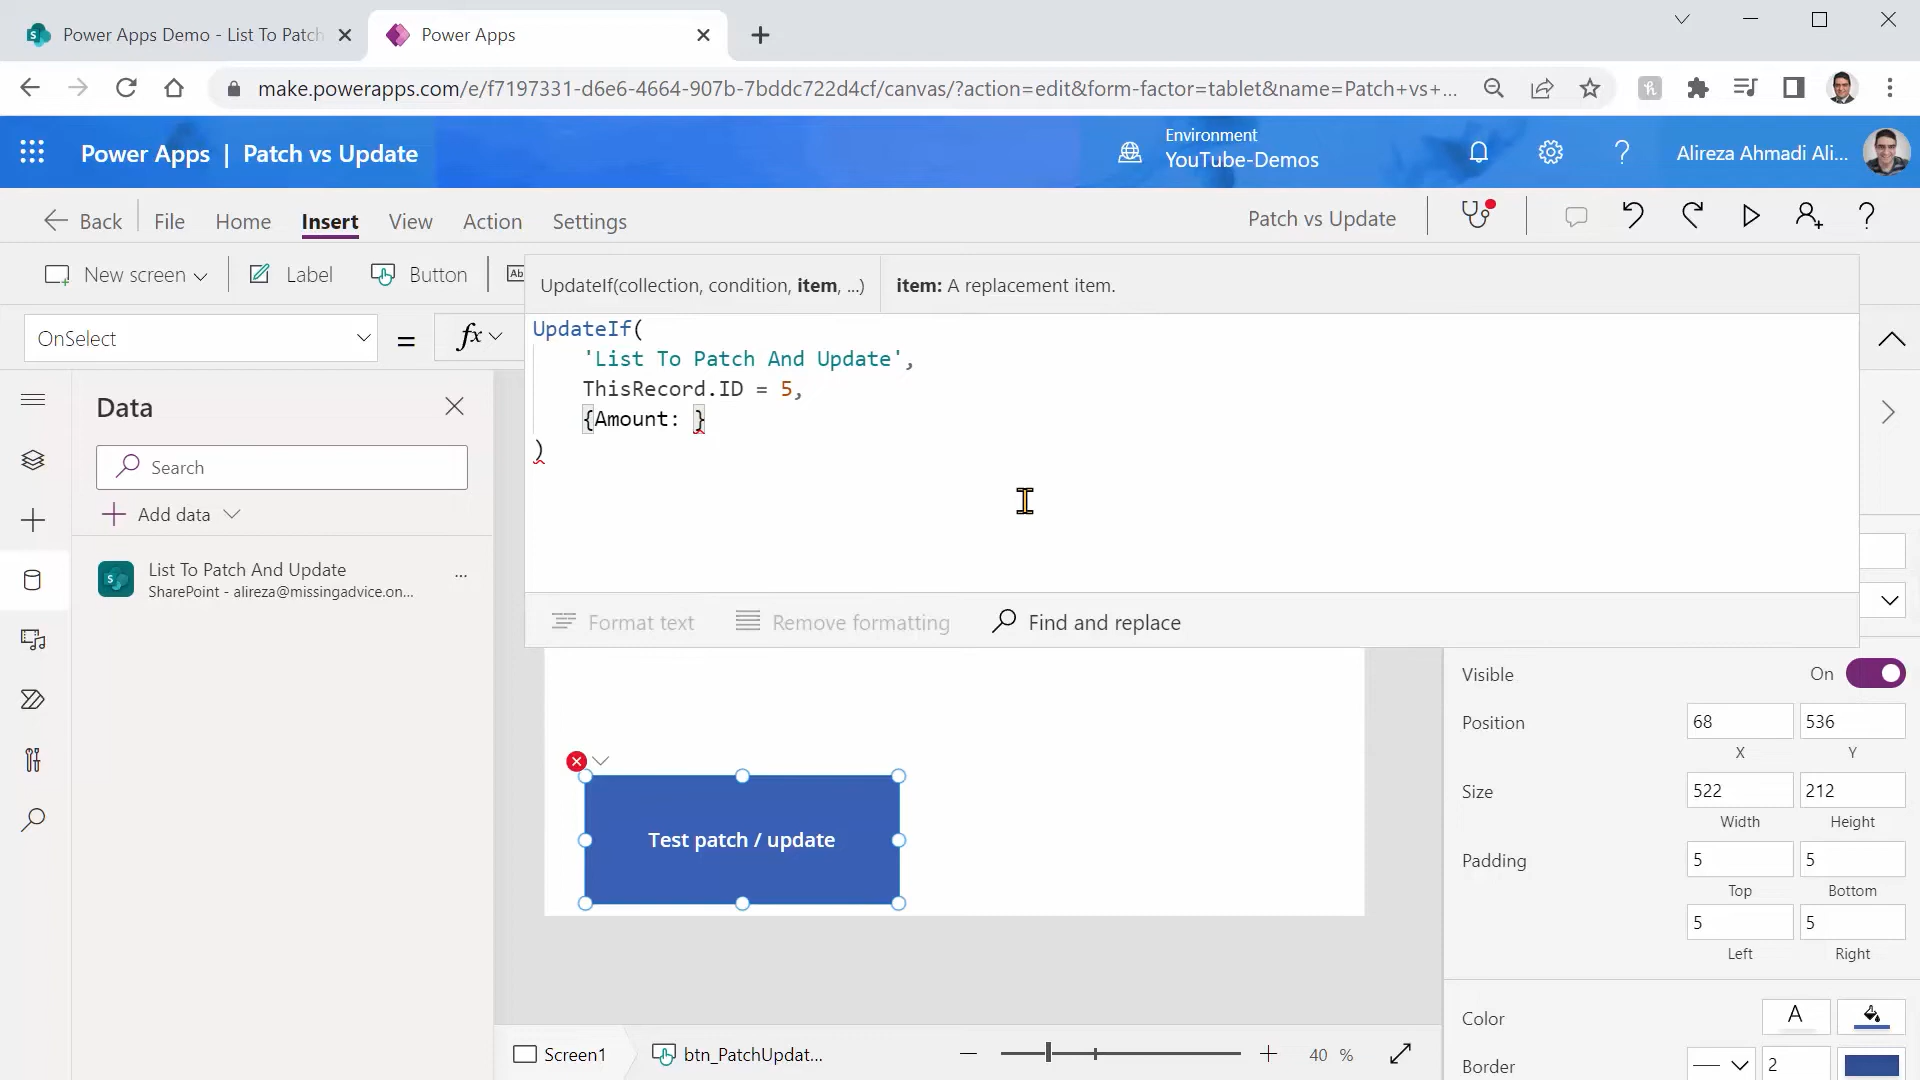 Power Apps Demo - List To Patch
Power Apps
make.powerapps.com/e/f7197331-d6e6-4664-907b-7bddc722d4cf/canvas/?action=edit&form-factor=tablet&name=Patch+vs+...
Power Apps | Patch vs Update
Environment
YouTube-Demos
Alireza Ahmadi Ali...
Back
File
Home
Insert
View
Action
Settings
Patch vs Update
New screen
Label
Button
Ab
UpdateIf(collection, condition, item, ...)
item: A replacement item.
OnSelect
=
fx
UpdateIf(
'List To Patch And Update',
ThisRecord.ID = 5,
{Amount: }
)
Data
Search
Add data
List To Patch And Update
SharePoint - alireza@missingadvice.on...
...
Format text
Remove formatting
Find and replace
Test patch / update
Visible
On
Position
68
536
X
Y
Size
522
212
Width
Height
Padding
5
5
Top
Bottom
5
5
Left
Right
Color
A
Border
2
Screen1
btn_PatchUpdat...
40 %